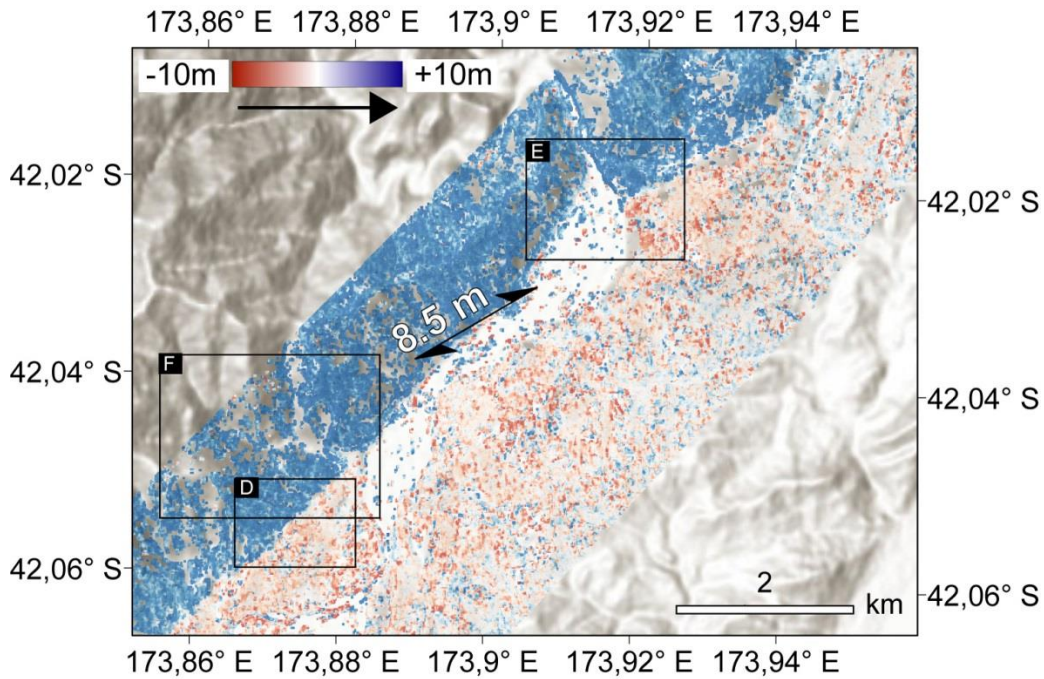 173,86° E 173,88° E 173,9° E 173,92° E 173,94° E
-10m +10m
E
42,02° S
42,02° S
8.5 m
F
42,04° S
42,04° S
D
42,06° S
2
km
42,06° S
173,86° E 173,88° E 173,9° E 173,92° E 173,94° E